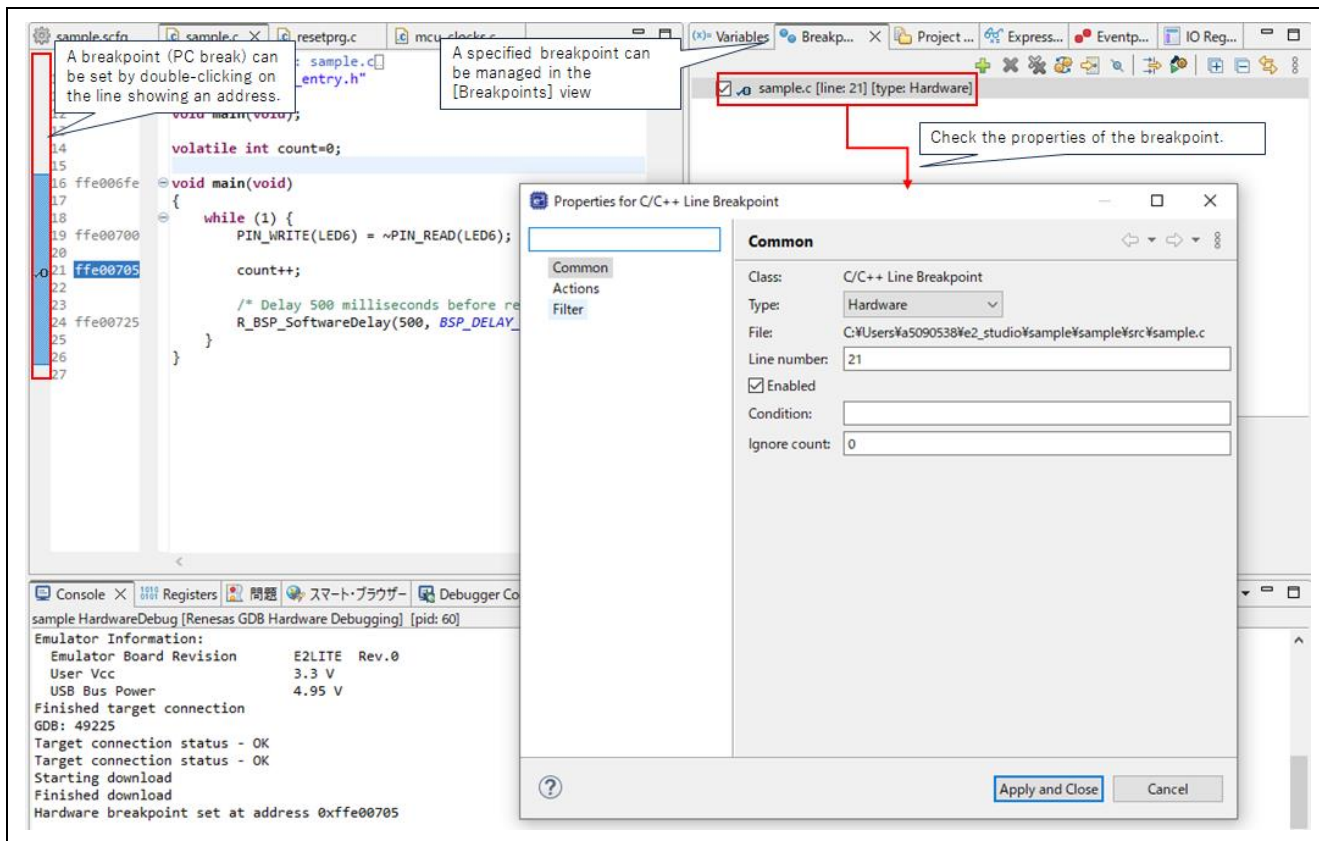 sample.scfg
sample.c
resetprg.c
mcu_clocks.c
A breakpoint (PC break) can
be set by double-clicking on
the line showing an address.
: sample.c
_entry.h"
12 void main(void);
13
14 volatile int count=0;
15
16 ffe006fe void main(void)
17 {
18 while (1) {
19 ffe00700 PIN_WRITE(LED6) = ~PIN_READ(LED6);
20
21 ffe00705 count++;
22
23 /* Delay 500 milliseconds before re
24 ffe00725 R_BSP_SoftwareDelay(500, BSP_DELAY_
25 }
26 }
27
A specified breakpoint can
be managed in the
[Breakpoints] view
(x)= Variables
Breakp...
Project ...
Express...
Eventp...
IO Reg...
sample.c [line: 21] [type: Hardware]
Check the properties of the breakpoint.
Properties for C/C++ Line Breakpoint
Common
Actions
Filter
Common
Class: C/C++ Line Breakpoint
Type: Hardware
File: C:¥Users¥a5090538¥e2_studio¥sample¥sample¥src¥sample.c
Line number: 21
Enabled
Condition:
Ignore count: 0
Apply and Close
Cancel
Console
Registers
問題
スマート・ブラウザー
Debugger Co
sample HardwareDebug [Renesas GDB Hardware Debugging] [pid: 60]
Emulator Information:
Emulator Board Revision E2LITE Rev.0
User Vcc 3.3 V
USB Bus Power 4.95 V
Finished target connection
GDB: 49225
Target connection status - OK
Target connection status - OK
Starting download
Finished download
Hardware breakpoint set at address 0xffe00705